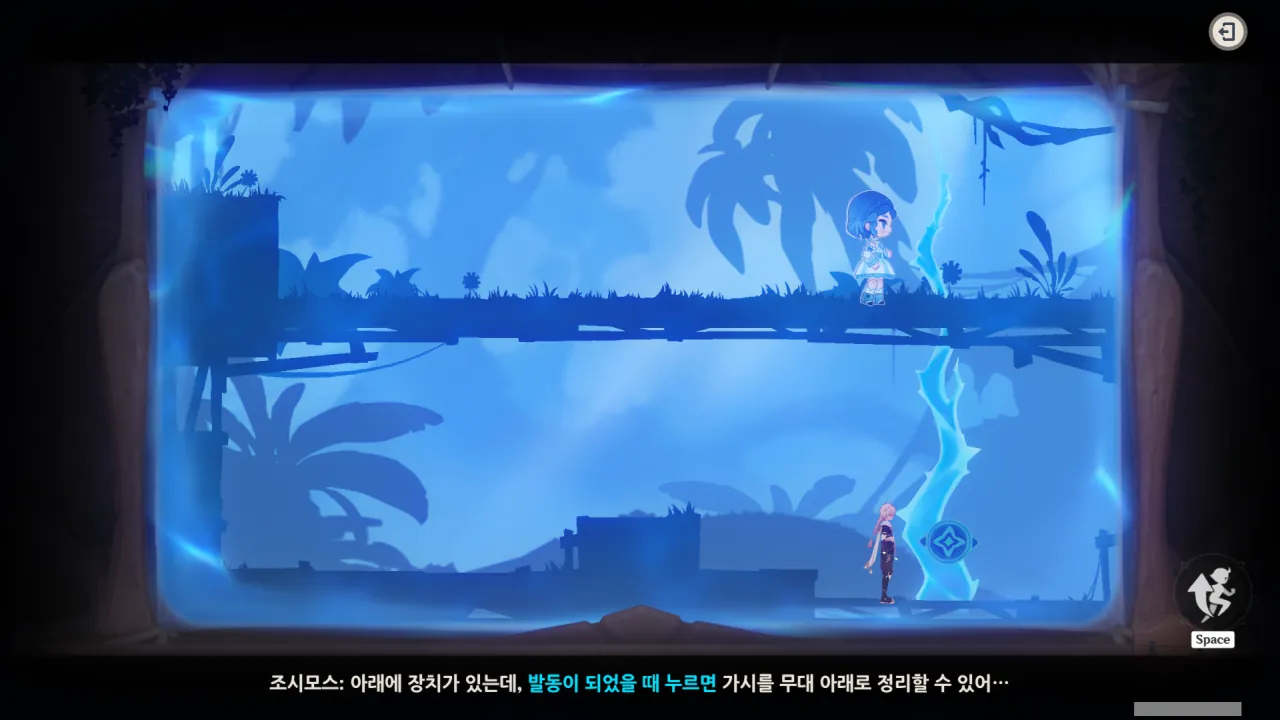 Space
조시모스: 아래에 장치가 있는데, 발동이 되었을 때 누르면 가시를 무대 아래로 정리할 수 있어…